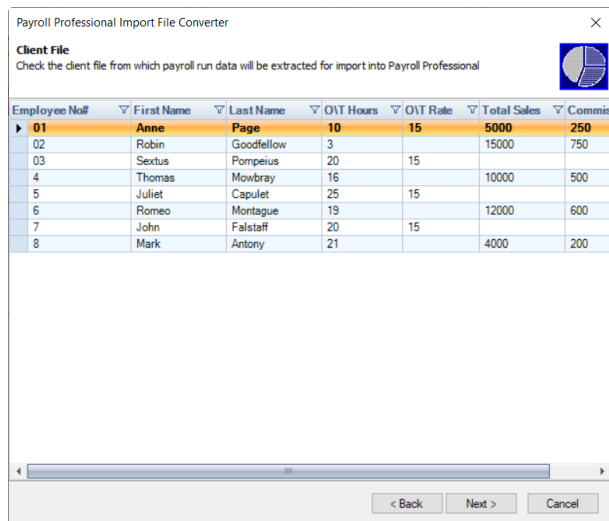 Payroll Professional Import File Converter
Client File
Check the client file from which payroll run data will be extracted for import into Payroll Professional
Employee No# First Name Last Name O\T Hours O\T Rate Total Sales Commis
01 Anne Page 10 15 5000 250
02 Robin Goodfellow 3 15000 750
03 Sextus Pompeius 20 15
4 Thomas Mowbray 16 10000 500
5 Juliet Capulet 25 15
6 Romeo Montague 19 12000 600
7 John Falstaff 20 15
8 Mark Antony 21 4000 200
< Back Next > Cancel